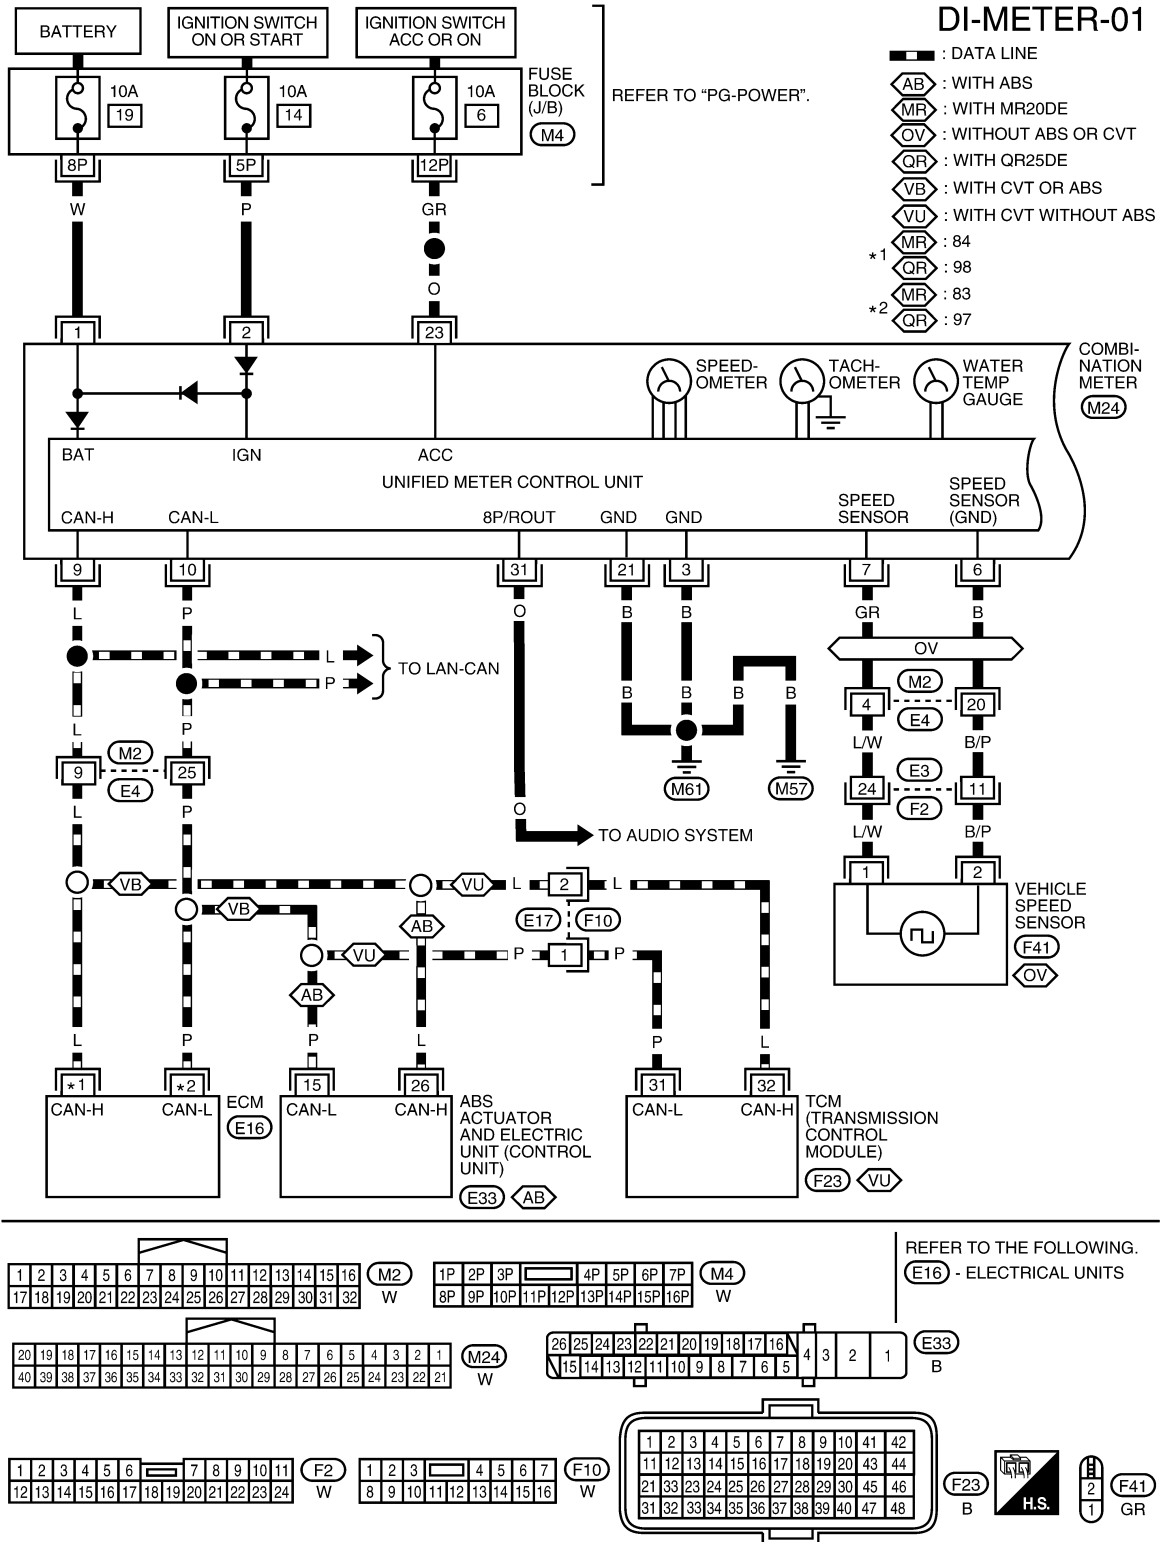 DI-METER-01
BATTERY
IGNITION SWITCH
ON OR START
IGNITION SWITCH
ACC OR ON
10A
19
10A
14
10A
6
FUSE
BLOCK
(J/B)
M4
REFER TO "PG-POWER".
: DATA LINE
AB : WITH ABS
MR : WITH MR20DE
OV : WITHOUT ABS OR CVT
QR : WITH QR25DE
VB : WITH CVT OR ABS
VU : WITH CVT WITHOUT ABS
*1
MR : 84
QR : 98
*2
MR : 83
QR : 97
8P 5P 12P
W P GR
O
1 2 23
SPEED-
OMETER
TACH-
OMETER
WATER
TEMP
GAUGE
COMBI-
NATION
METER
M24
BAT IGN ACC
UNIFIED METER CONTROL UNIT
CAN-H CAN-L 8P/ROUT GND GND
SPEED
SENSOR
SPEED
SENSOR
(GND)
9 10 31 21 3 7 6
L P O B B GR B
L
P
TO LAN-CAN
OV
B B B B
L P
M2
E4
9 25
L P
M61 M57
M2
E4
4 20
L/W B/P
E3
F2
24 11
L/W B/P
O
TO AUDIO SYSTEM
1 2
VEHICLE
SPEED
SENSOR
F41
OV
VB VU L 2 L
VB AB E17 F10
VU P 1 P
AB
L P P L P L
*1 *2 15 26 31 32
CAN-H CAN-L
ECM
E16
CAN-L CAN-H
ABS
ACTUATOR
AND ELECTRIC
UNIT (CONTROL
UNIT)
E33 AB
CAN-L CAN-H
TCM
(TRANSMISSION
CONTROL
MODULE)
F23 VU
REFER TO THE FOLLOWING.
E16 - ELECTRICAL UNITS
1 2 3 4 5 6 7 8 9 10 11 12 13 14 15 16
17 18 19 20 21 22 23 24 25 26 27 28 29 30 31 32
M2
W
1P 2P 3P 4P 5P 6P 7P
8P 9P 10P 11P 12P 13P 14P 15P 16P
M4
W
20 19 18 17 16 15 14 13 12 11 10 9 8 7 6 5 4 3 2 1
40 39 38 37 36 35 34 33 32 31 30 29 28 27 26 25 24 23 22 21
M24
W
26 25 24 23 22 21 20 19 18 17 16 4 3 2 1
15 14 13 12 11 10 9 8 7 6 5
E33
B
1 2 3 4 5 6 7 8 9 10 11
12 13 14 15 16 17 18 19 20 21 22 23 24
F2
W
1 2 3 4 5 6 7
8 9 10 11 12 13 14 15 16
F10
W
1 2 3 4 5 6 7 8 9 10 41 42
11 12 13 14 15 16 17 18 19 20 43 44
21 33 23 24 25 26 27 28 29 30 45 46
31 32 33 34 35 36 37 38 39 40 47 48
F23
B
H.S.
2
1
F41
GR